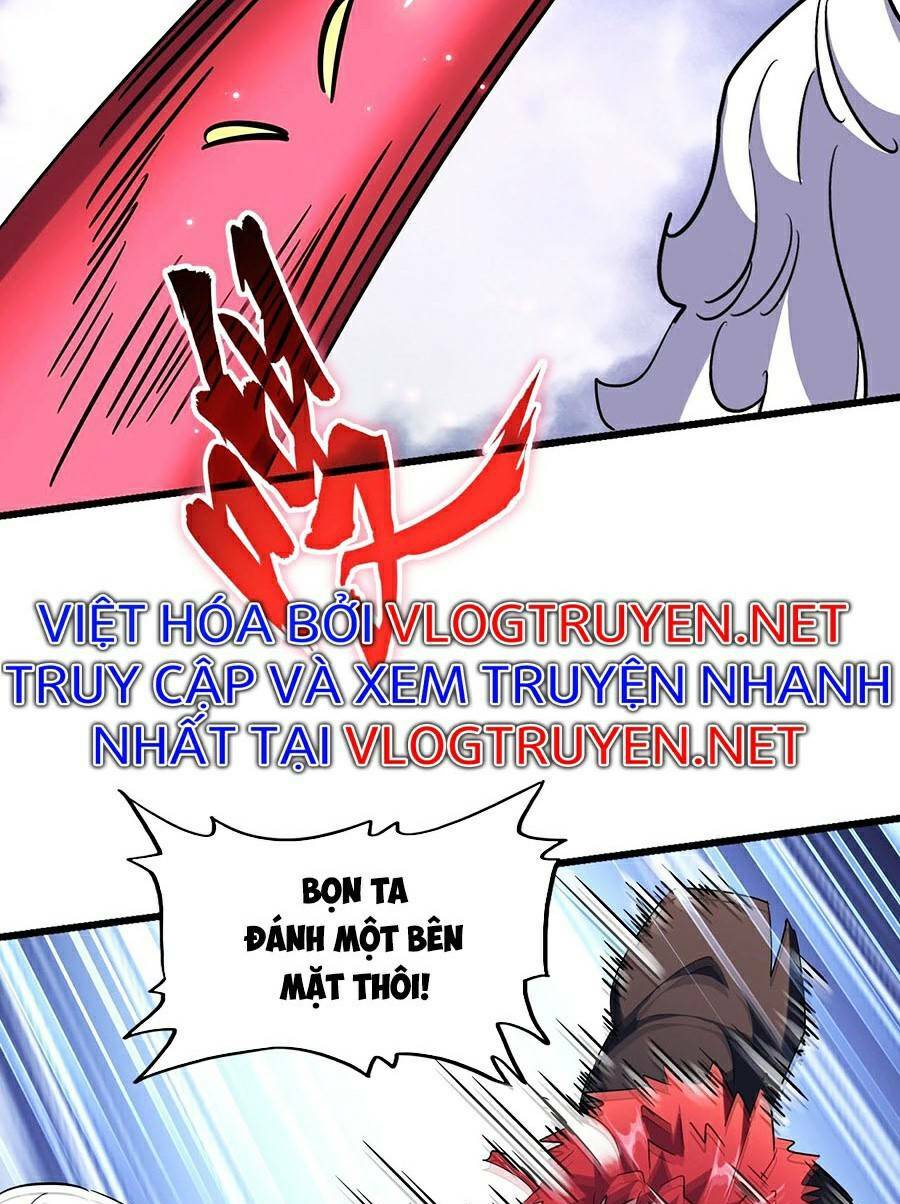 VIỆT HÓA BỞI VLOGTRUYEN.NET
TRUY CẬP VÀ XEM TRUYỆN NHANH
NHẤT TẠI VLOGTRUYEN.NET
BỌN TA
ĐÁNH MỘT BÊN
MẶT THÔI!